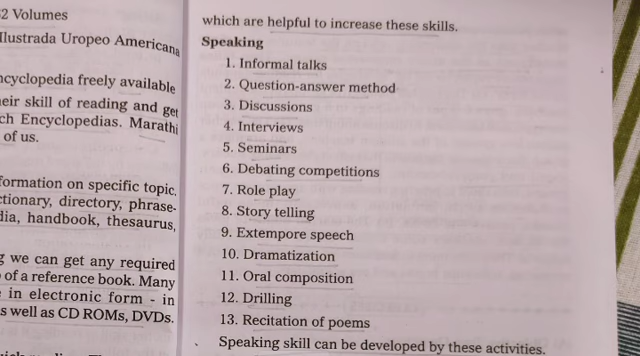 2 Volumes
llustrada Uropeo Americana
ncyclopedia freely available
eir skill of reading and get
ch Encyclopedias. Marathi
of us.
formation on specific topic,
ctionary, directory, phrase-
dia, handbook, thesaurus,
g we can get any required
of a reference book. Many
in electronic form - in
s well as CD ROMs, DVDs.
which are helpful to increase these skills.
Speaking
1. Informal talks
2. Question-answer method
3. Discussions
4. Interviews
5. Seminars
6. Debating competitions
7. Role play
8. Story telling
9. Extempore speech
10. Dramatization
11. Oral composition
12. Drilling
13. Recitation of poems
Speaking skill can be developed by these activities.